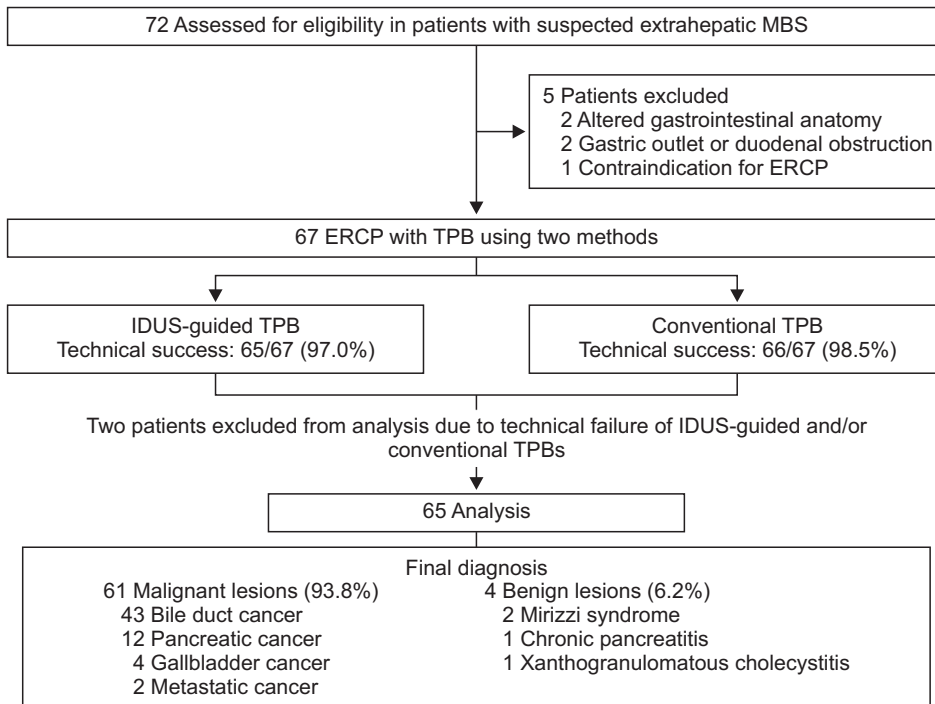 72 Assessed for eligibility in patients with suspected extrahepatic MBS
5 Patients excluded
2 Altered gastrointestinal anatomy
2 Gastric outlet or duodenal obstruction
1 Contraindication for ERCP
67 ERCP with TPB using two methods
IDUS-guided TPB
Technical success: 65/67 (97.0%)
Conventional TPB
Technical success: 66/67 (98.5%)
Two patients excluded from analysis due to technical failure of IDUS-guided and/or
conventional TPBs
65 Analysis
Final diagnosis
61 Malignant lesions (93.8%)
43 Bile duct cancer
12 Pancreatic cancer
4 Gallbladder cancer
2 Metastatic cancer
4 Benign lesions (6.2%)
2 Mirizzi syndrome
1 Chronic pancreatitis
1 Xanthogranulomatous cholecystitis